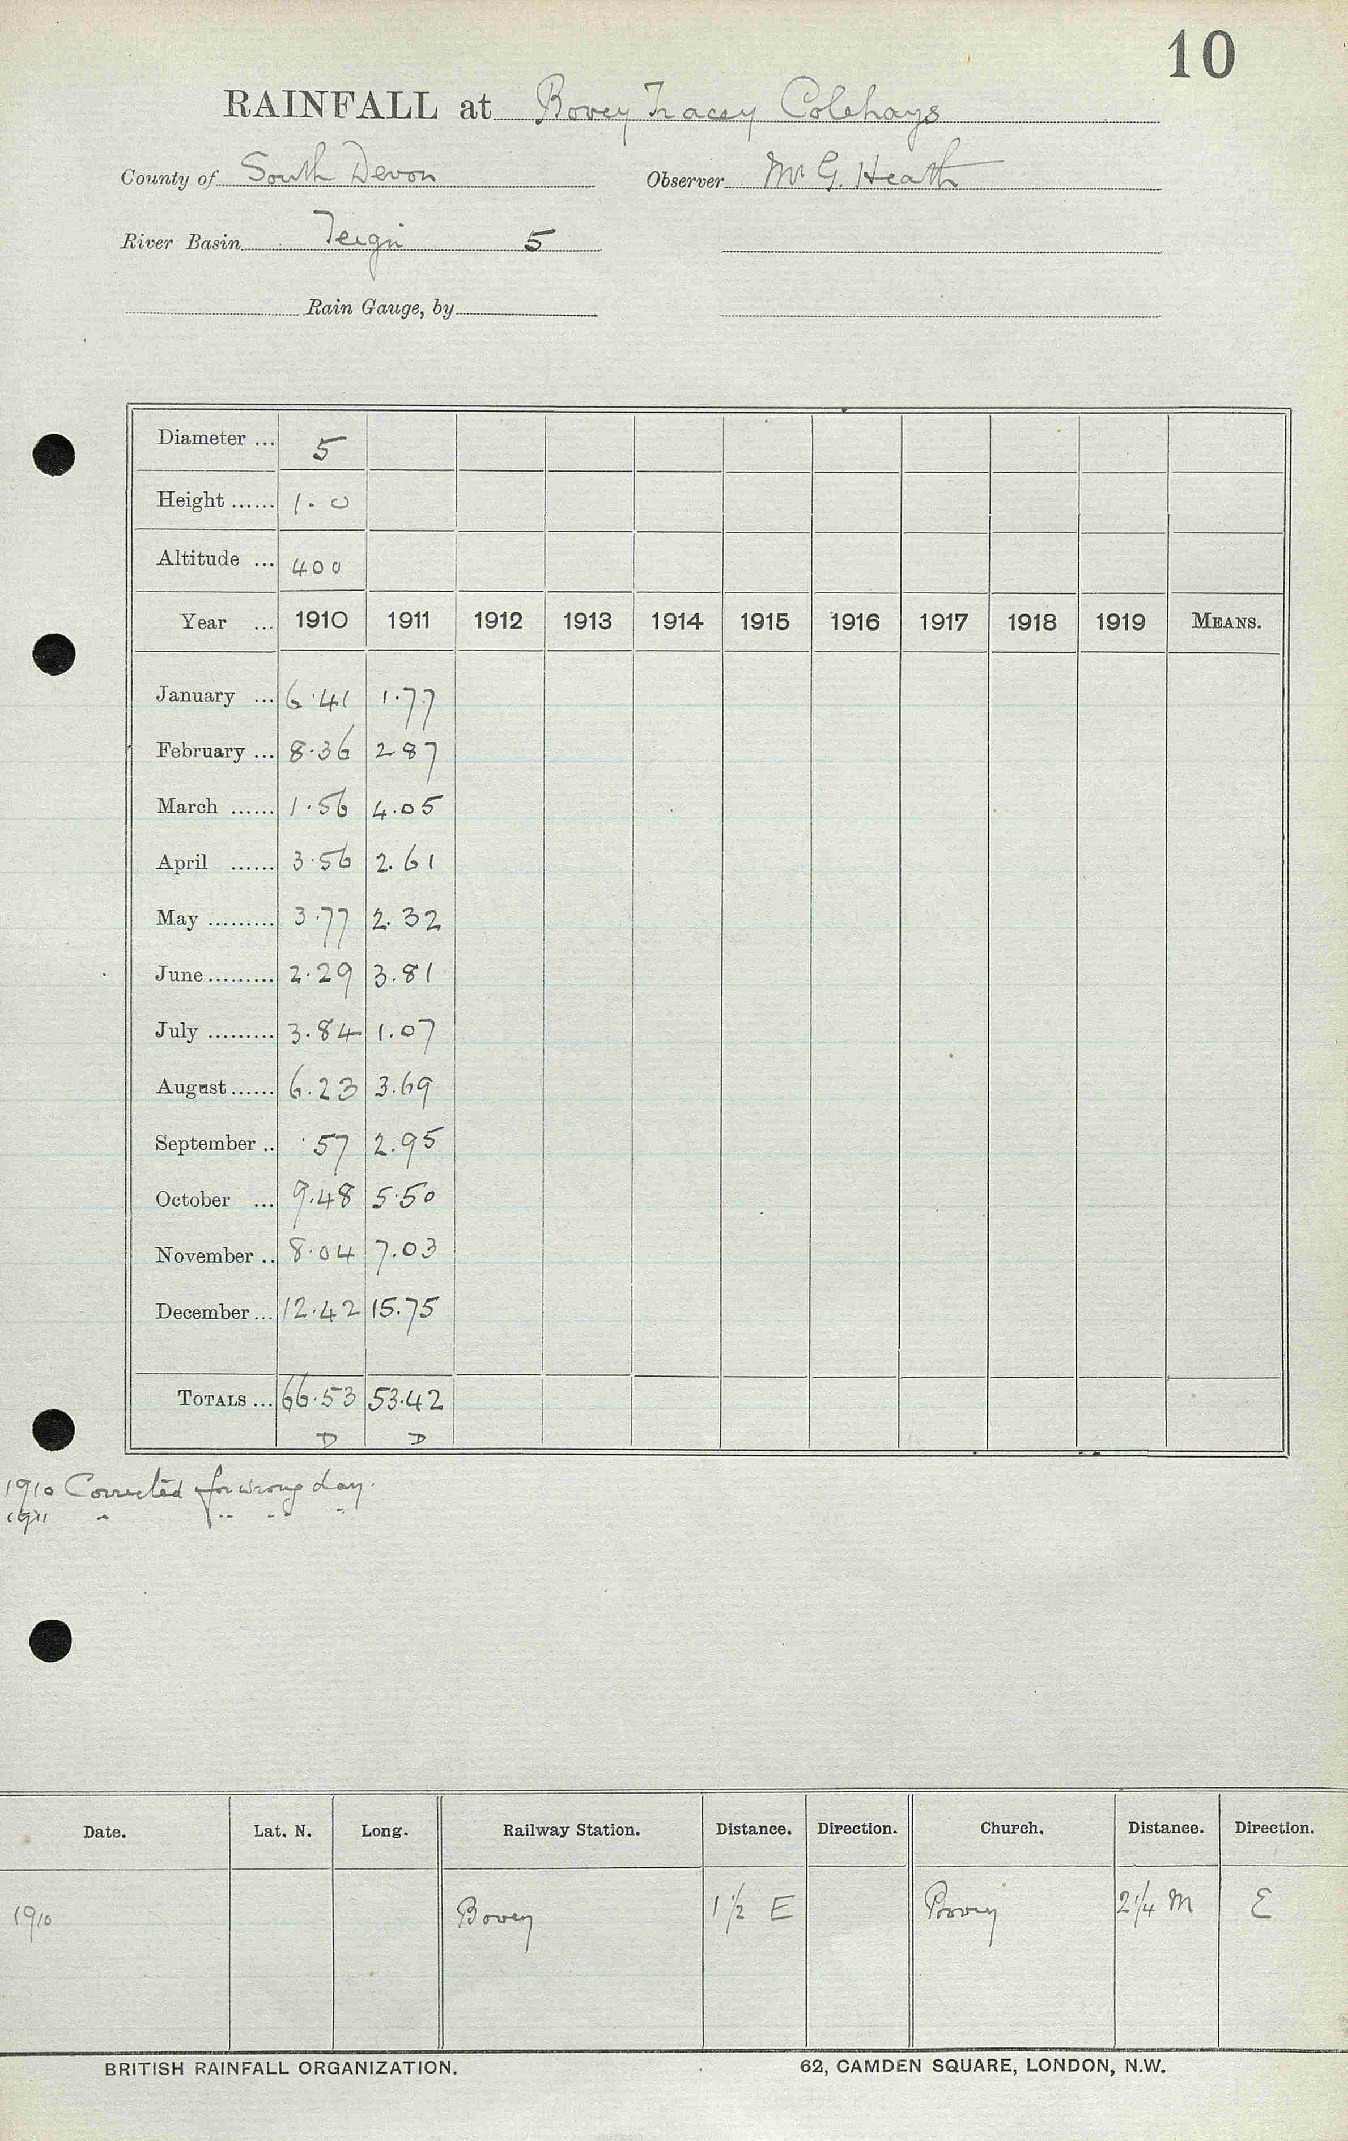 10
RAINFALL at Bovey Tracey Colehays
County of South Devon Observer Mr G. Heath
River Basin Teign 5
Rain Gauge, by
Diameter ... 5
Height ...... 1.0
Altitude ... 400
Year ... 1910 1911 1912 1913 1914 1915 1916 1917 1918 1919 MEANS.
January ... 6.41 1.77
February ... 8.36 2 87
March ...... 1.56 4.05
April ...... 3.56 2.61
May ......... 3.77 2.32
June ......... 2.29 3.81
July ......... 3.84 1.07
August ...... 6.23 3.69
September .. .57 2.95
October ... 9.48 5.50
November .. 8.04 7.03
December ... 12.42 15.75
TOTALS ... 66.53 53.42
D D
1910 Corrected for wrong day.
1911 " " " "
Date. Lat. N. Long. Railway Station. Distance. Direction. Church. Distance. Direction.
1910 Bovey 1 1/2 E Bovey 2 1/4 M E
BRITISH RAINFALL ORGANIZATION. 62, CAMDEN SQUARE, LONDON, N.W.